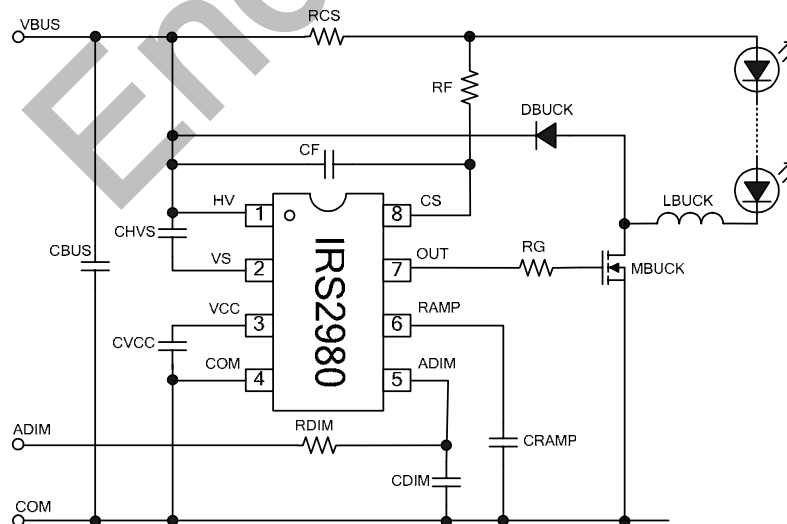 RCS
VBUS
RF
DBUCK
CF
LBUCK
HV 1 8 CS
CHVS
CBUS
VS 2 7 OUT
RG
MBUCK
IRS2980
VCC 3 6 RAMP
CVCC
COM 4 5 ADIM
ADIM
RDIM
CRAMP
CDIM
COM